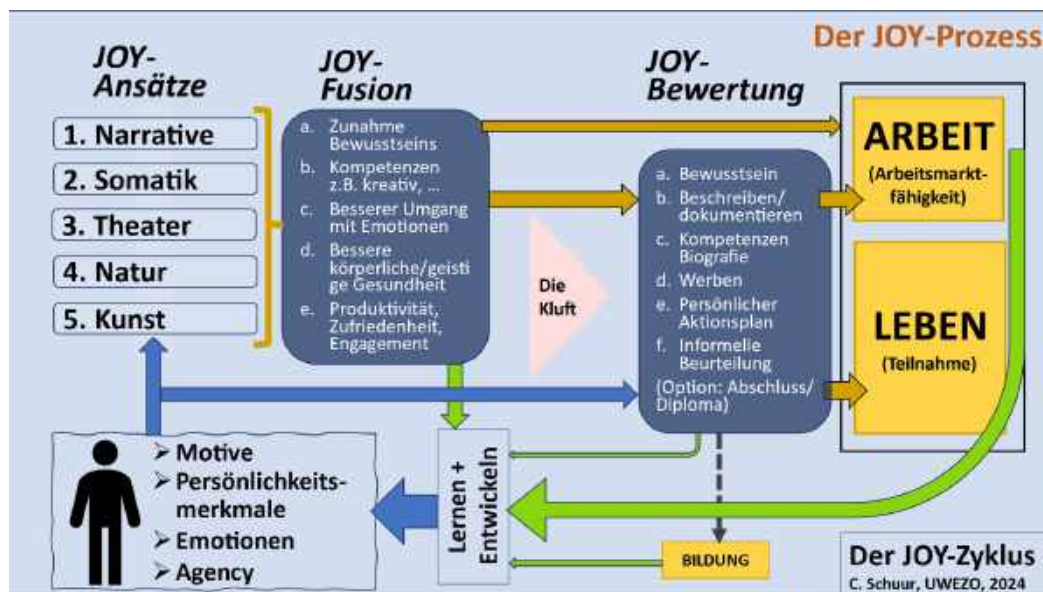 Der JOY-Prozess
JOY-
Ansätze
1. Narrative
2. Somatik
3. Theater
4. Natur
5. Kunst
JOY-
Fusion
a. Zunahme
Bewusstseins
b. Kompetenzen
z.B. kreativ, ...
c. Besserer Umgang
mit Emotionen
d. Bessere
körperliche/geisti
ge Gesundheit
e. Produktivität,
Zufriedenheit,
Engagement
Die
Kluft
JOY-
Bewertung
a. Bewusstsein
b. Beschreiben/
dokumentieren
c. Kompetenzen
Biografie
d. Werben
e. Persönlicher
Aktionsplan
f. Informelle
Beurteilung
(Option: Abschluss/
Diploma)
ARBEIT
(Arbeitsmarkt-
fähigkeit)
LEBEN
(Teilnahme)
➢ Motive
➢ Persönlichkeits-
merkmale
➢ Emotionen
➢ Agency
Lernen +
Entwickeln
BILDUNG
Der JOY-Zyklus
C. Schuur, UWEZO, 2024